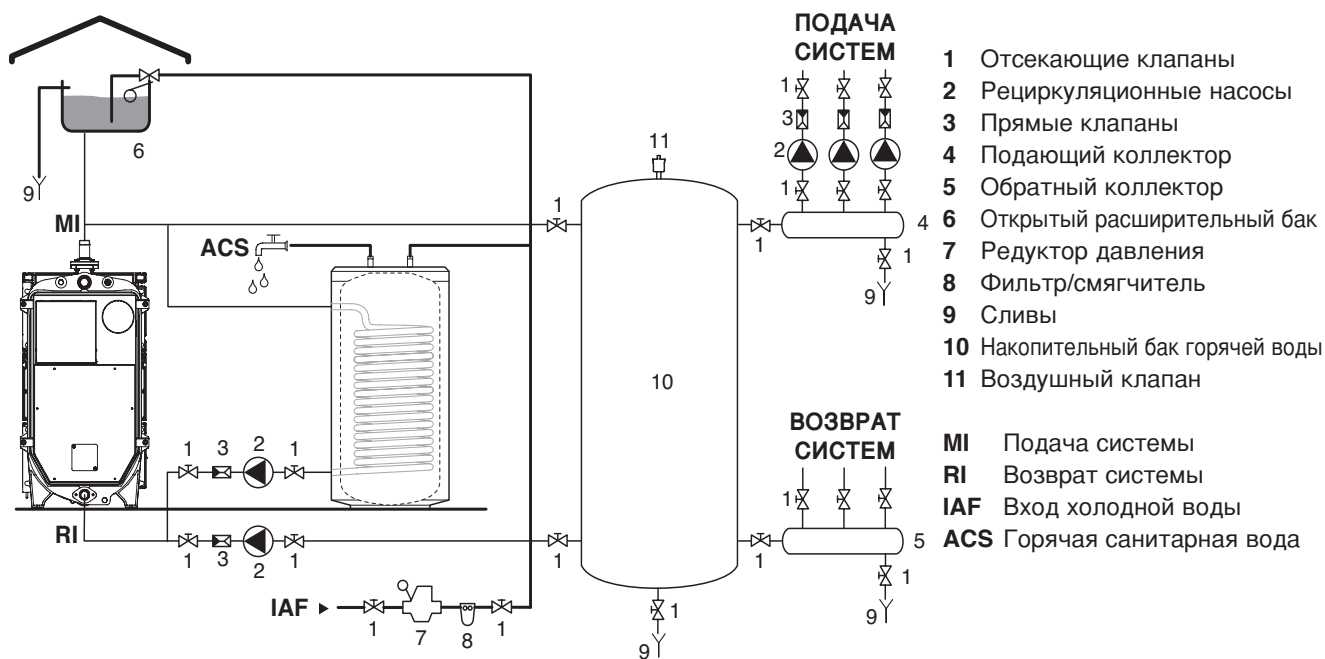 ПОДАЧА
СИСТЕМ
1
3
2
1
1
4
1
9
6
9
MI
ACS
1
11
10
1 3 2 1
RI
1 3 2 1
1
IAF
1 7 8 1
1
9
ВОЗВРАТ
СИСТЕМ
1
1
5
1
9
1 Отсекающие клапаны
2 Рециркуляционные насосы
3 Прямые клапаны
4 Подающий коллектор
5 Обратный коллектор
6 Открытый расширительный бак
7 Редуктор давления
8 Фильтр/смягчитель
9 Сливы
10 Накопительный бак горячей воды
11 Воздушный клапан
MI Подача системы
RI Возврат системы
IAF Вход холодной воды
ACS Горячая санитарная вода